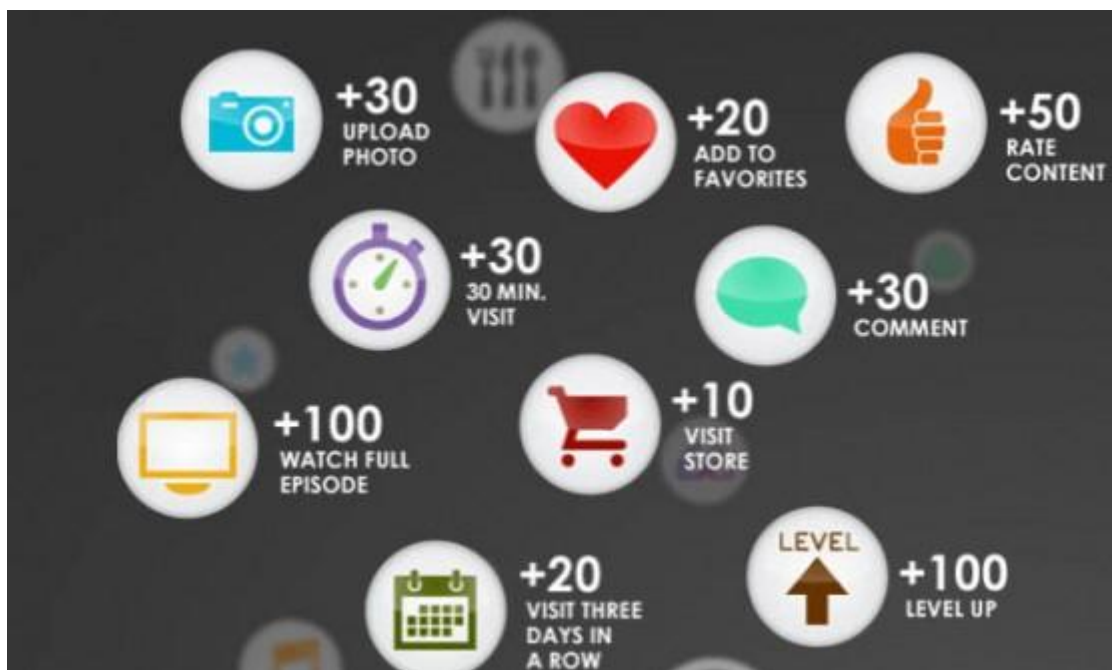 +30
UPLOAD
PHOTO
+20
ADD TO
FAVORITES
+50
RATE
CONTENT
+30
30 MIN.
VISIT
+30
COMMENT
+100
WATCH FULL
EPISODE
+10
VISIT
STORE
+20
VISIT THREE
DAYS IN
A ROW
LEVEL
+100
LEVEL UP